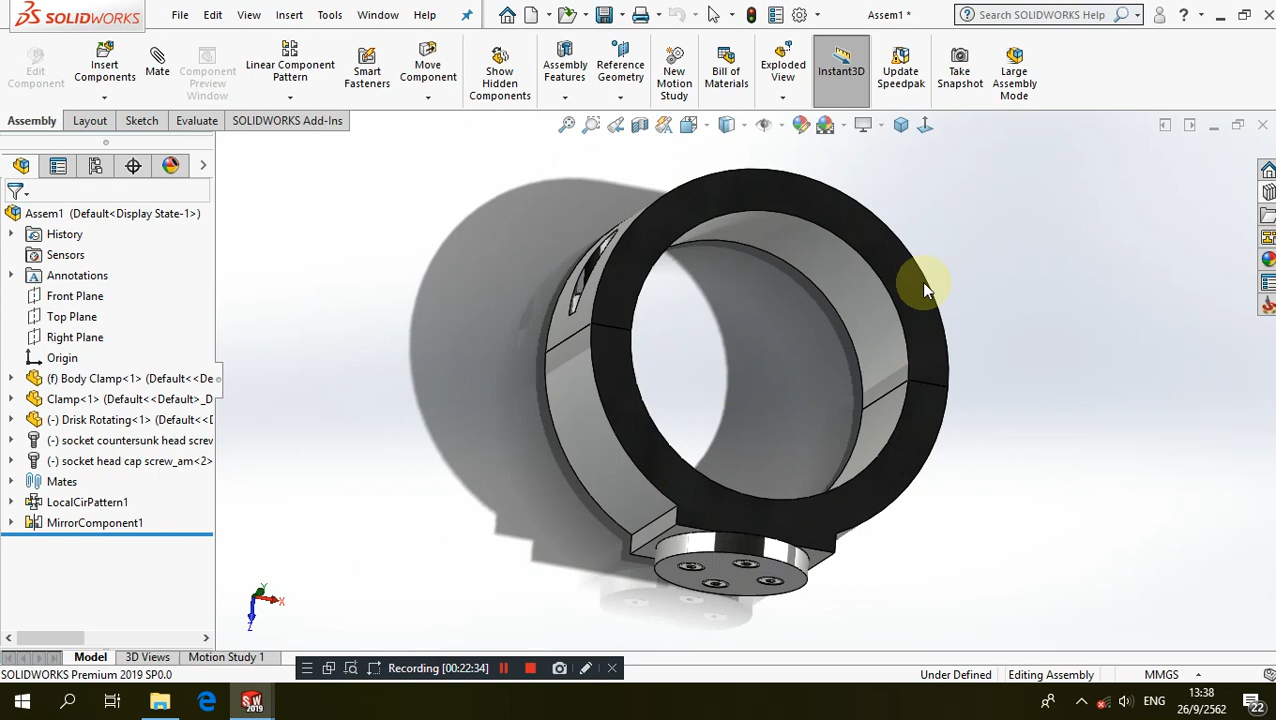 SOLIDWORKS
File Edit View Insert Tools Window Help
Assem1 *
Search SOLIDWORKS Help
Edit Component
Insert Components
Mate
Component Preview Window
Linear Component Pattern
Smart Fasteners
Move Component
Show Hidden Components
Assembly Features
Reference Geometry
New Motion Study
Bill of Materials
Exploded View
Instant3D
Update Speedpak
Take Snapshot
Large Assembly Mode
Assembly Layout Sketch Evaluate SOLIDWORKS Add-Ins
Assem1 (Default<Display State-1>)
History
Sensors
Annotations
Front Plane
Top Plane
Right Plane
Origin
(f) Body Clamp<1> (Default<<De
Clamp<1> (Default<<Default>_D
(-) Drisk Rotating<1> (Default<<D
(-) socket countersunk head screw
(-) socket head cap screw_am<2>
Mates
LocalCirPattern1
MirrorComponent1
Y
X
Z
Model 3D Views Motion Study 1
Recording [00:22:34]
SOLIDWORKS Premium 2019 SP0.0
Under Defined Editing Assembly MMGS
SW
2019
ENG
13:38
26/9/2562
22